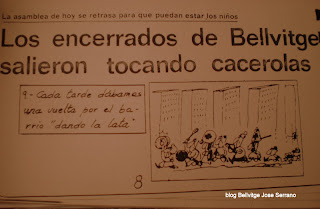 La asamblea de hoy se retrasa para que puedan estar los niños
Los encerrados de Bellvitge
salieron tocando cacerolas
9- Cada tarde dábamos
una vuelta por el ba-
rrio "dando la lata"
8
blog Bellvitge Jose Serrano